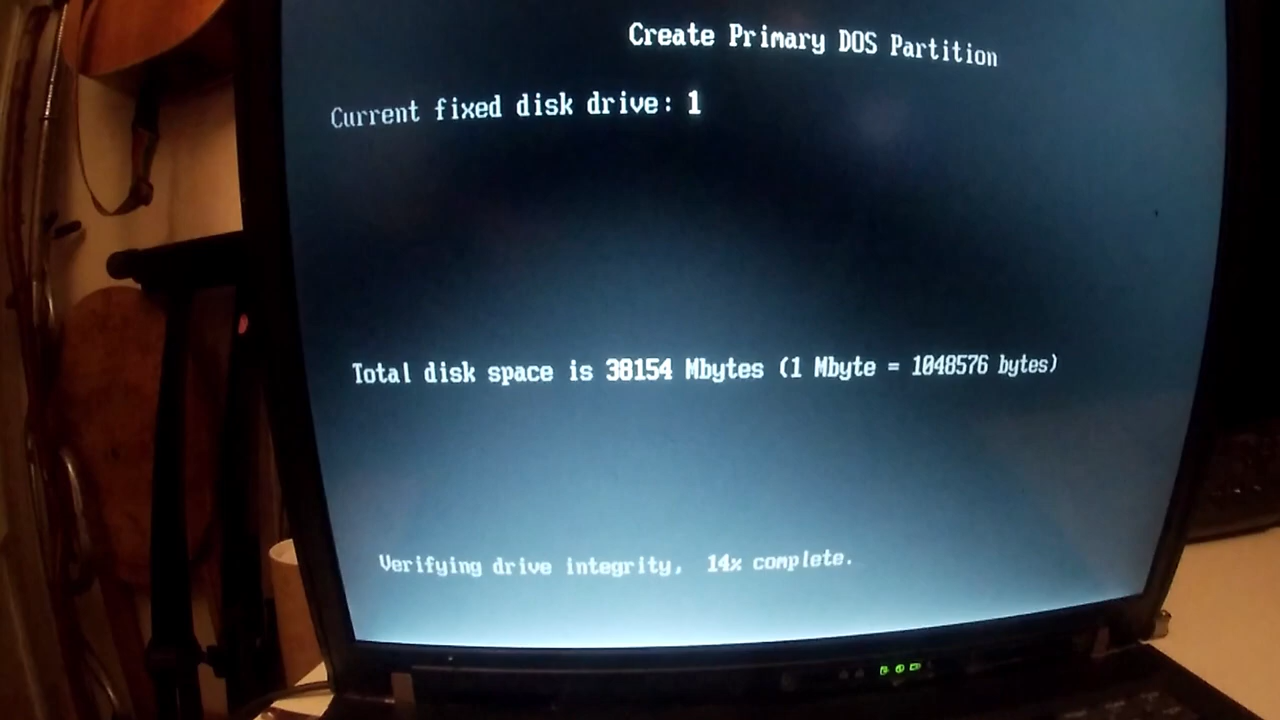 Create Primary DOS Partition
Current fixed disk drive: 1
Total disk space is 38154 Mbytes (1 Mbyte = 1048576 bytes)
Verifying drive integrity, 14% complete.